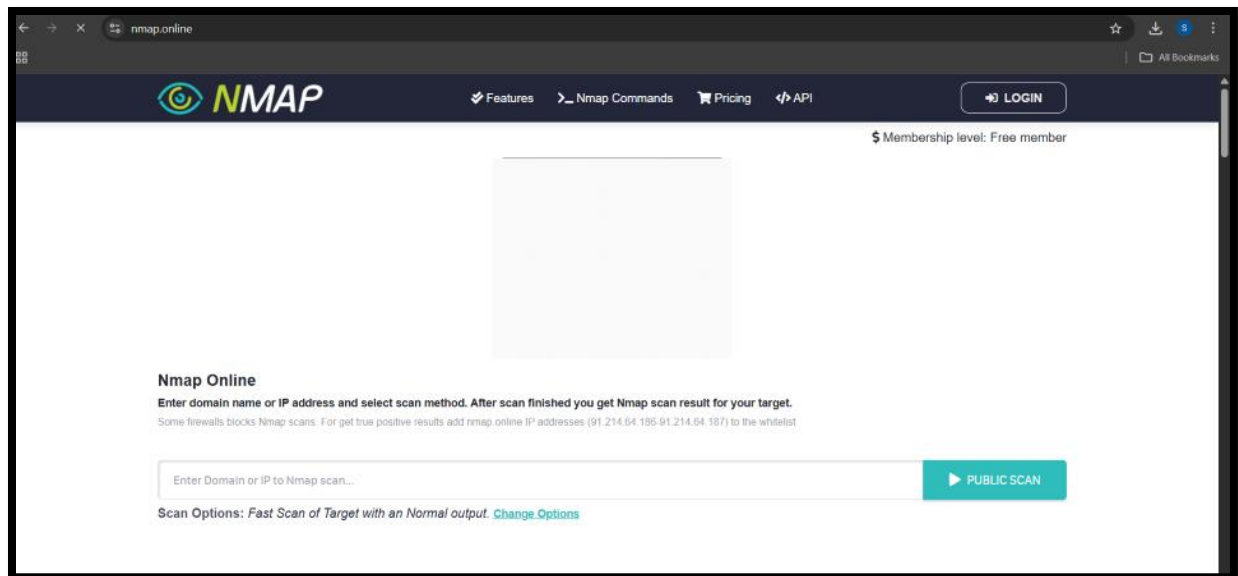 nmap.online
S
All Bookmarks
NMAP
Features >_ Nmap Commands Pricing </> API LOGIN
$ Membership level: Free member
Nmap Online
Enter domain name or IP address and select scan method. After scan finished you get Nmap scan result for your target.
Some firewalls blocks Nmap scans. For get true positive results add nmap.online IP addresses (91.214.64.186-91.214.64.187) to the whitelist
Enter Domain or IP to Nmap scan...
PUBLIC SCAN
Scan Options: Fast Scan of Target with an Normal output. Change Options